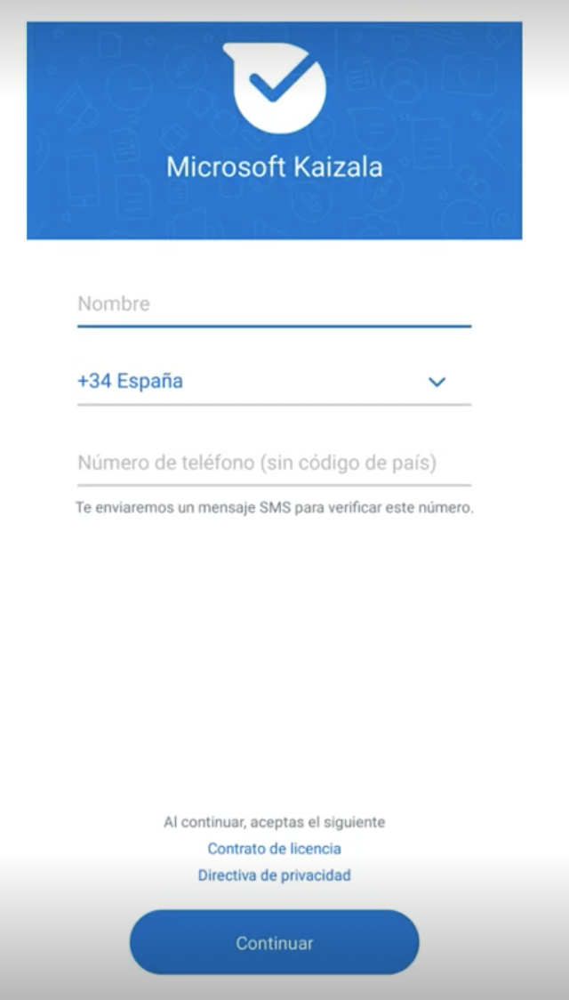 Microsoft Kaizala
Nombre
+34 España
Número de teléfono (sin código de país)
Te enviaremos un mensaje SMS para verificar este número.
Al continuar, aceptas el siguiente
Contrato de licencia
Directiva de privacidad
Continuar